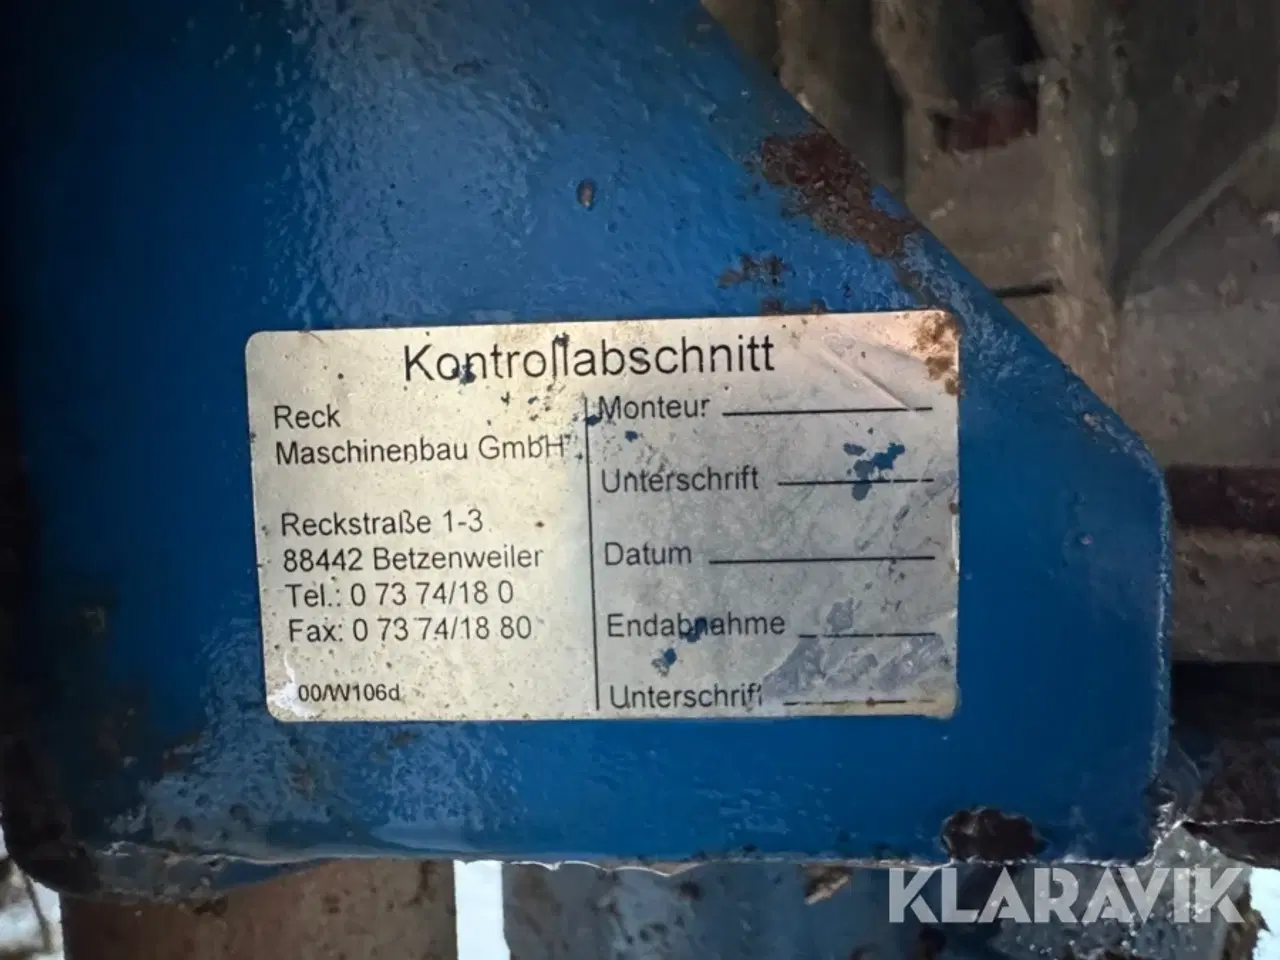 Kontrollabschnitt
Reck
Maschinenbau GmbH
Reckstraße 1-3
88442 Betzenweiler
Tel.: 0 73 74/18 0
Fax: 0 73 74/18 80
00/W106d
Monteur
Unterschrift
Datum
Endabnahme
Unterschrift
KLARAVIK